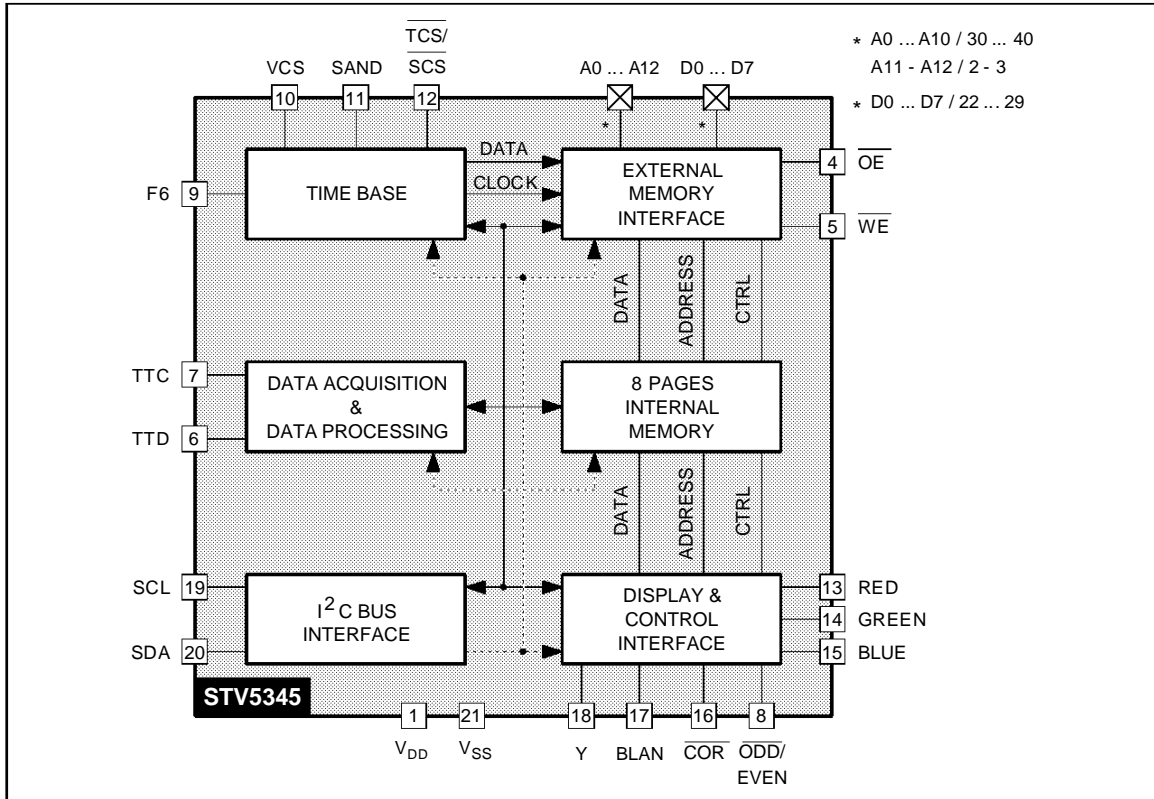 TCS/
SCS
VCS
SAND
A0 ... A12
D0 ... D7
* A0 ... A10 / 30 ... 40
A11 - A12 / 2 - 3
* D0 ... D7 / 22 ... 29
10
11
12
*
*
F6
9
TIME BASE
DATA
CLOCK
EXTERNAL
MEMORY
INTERFACE
4
OE
5
WE
DATA
ADDRESS
CTRL
TTC
7
TTD
6
DATA ACQUISITION
&
DATA PROCESSING
8 PAGES
INTERNAL
MEMORY
DATA
ADDRESS
CTRL
SCL
19
SDA
20
I2C BUS
INTERFACE
DISPLAY &
CONTROL
INTERFACE
13
RED
14
GREEN
15
BLUE
STV5345
1
21
18
17
16
8
VDD
VSS
Y
BLAN
COR
ODD/
EVEN